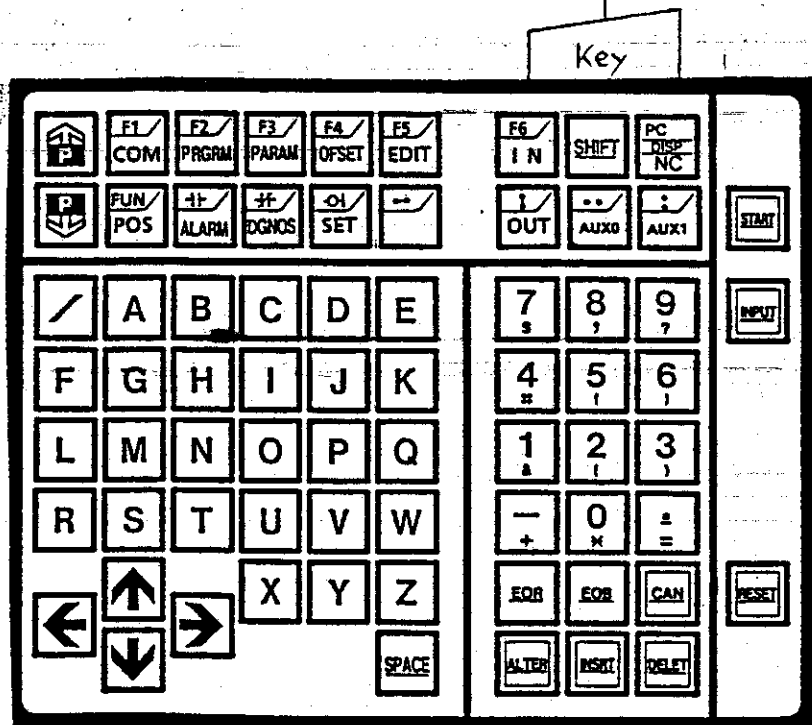 Key
P F1 COM F2 PRGRM F3 PARAM F4 OFSET F5 EDIT F6 IN SHIFT PC DISP NC
P FUN POS ALARM DGNOS SET OUT AUX0 AUX1 START
/ A B C D E 7 8 9 ? INPUT
F G H I J K 4 5 6
L M N O P Q 1 & 2 ( 3 )
R S T U V W - + 0 * . =
X Y Z EOR EOB CAN RESET
SPACE ALTER INSRT DELET